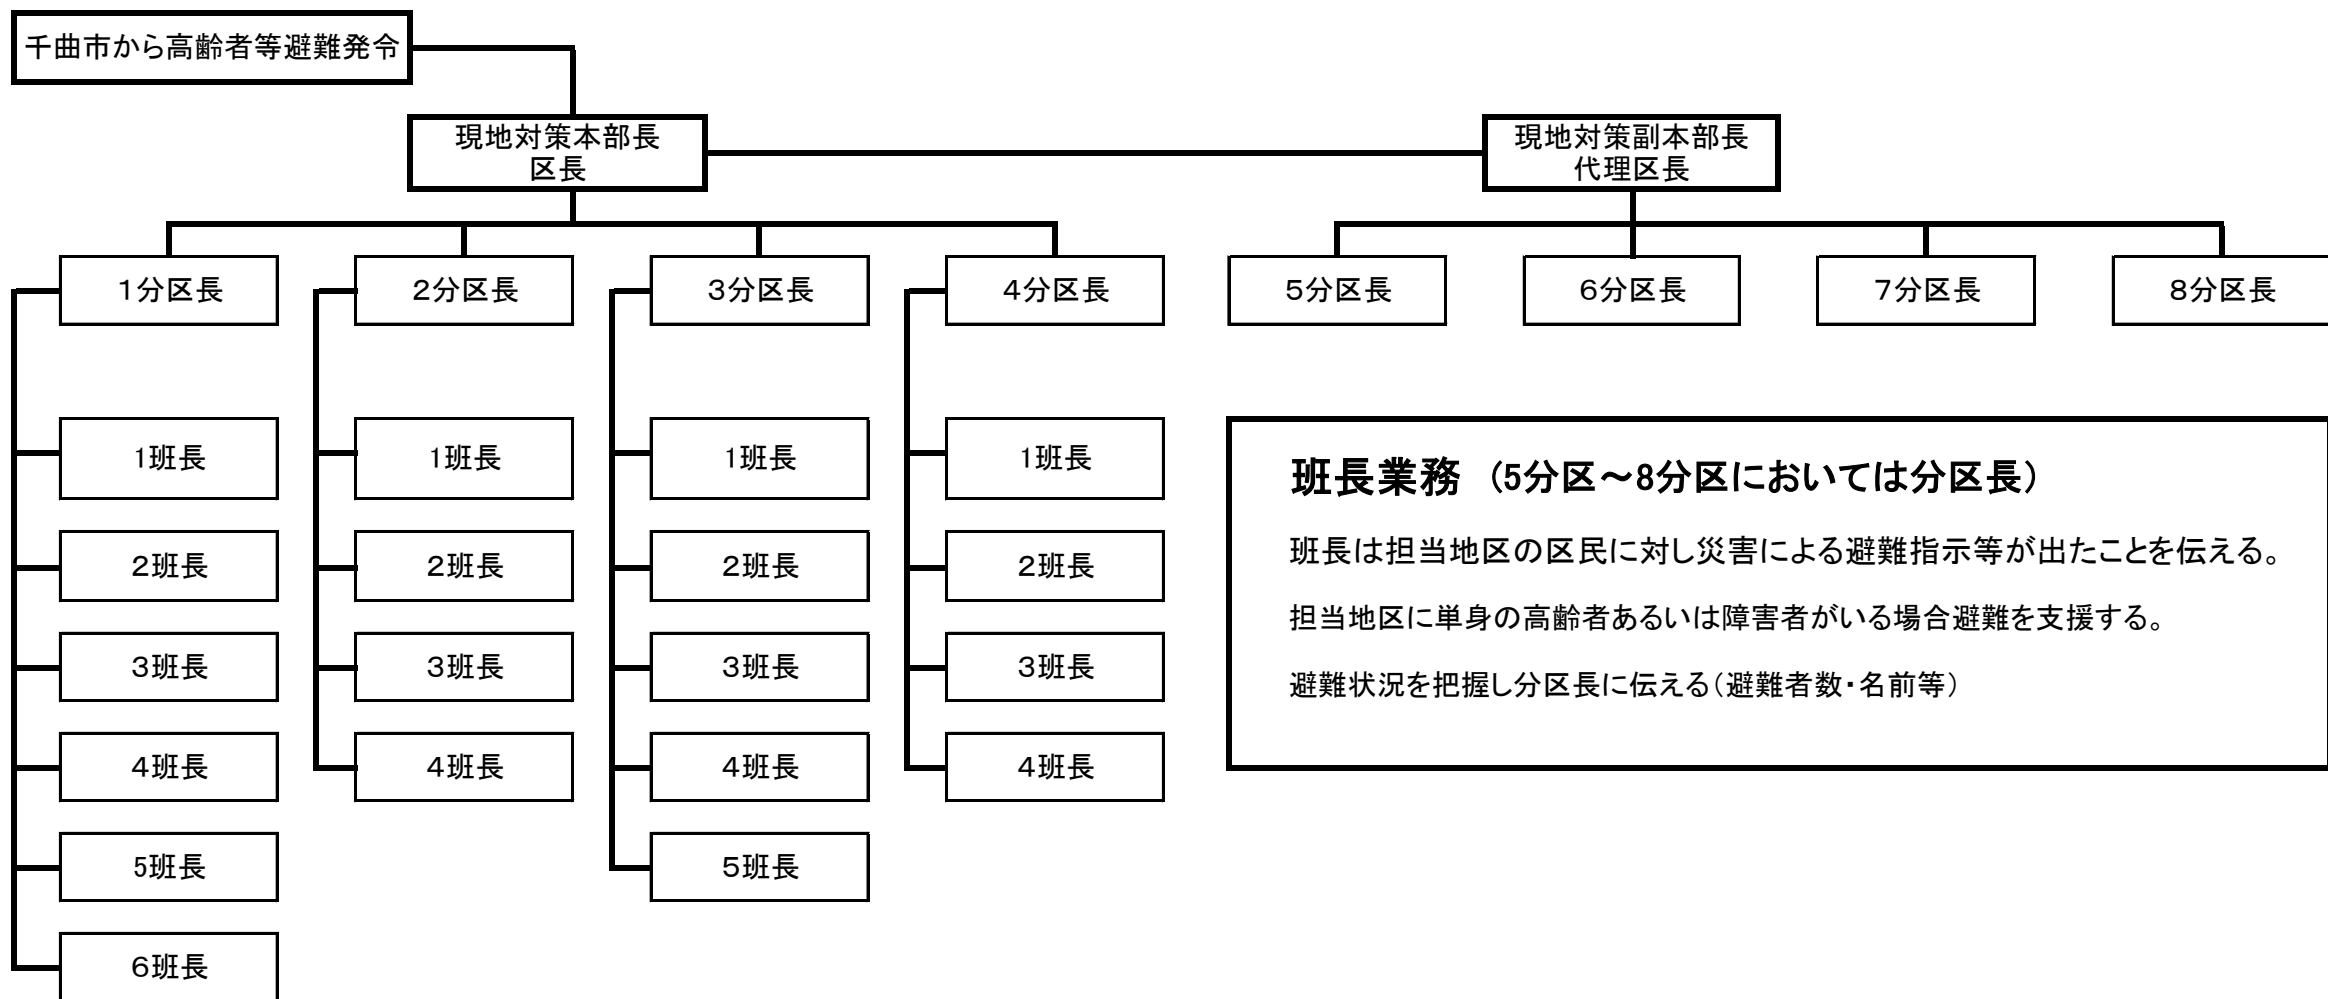 千曲市から高齢者等避難発令
現地対策本部長
区長
現地対策副本部長
代理区長
1分区長
2分区長
3分区長
4分区長
5分区長
6分区長
7分区長
8分区長
1班長
1班長
1班長
1班長
2班長
2班長
2班長
2班長
3班長
3班長
3班長
3班長
4班長
4班長
4班長
4班長
5班長
5班長
6班長
班長業務 （5分区～8分区においては分区長）
班長は担当地区の区民に対し災害による避難指示等が出たことを伝える。
担当地区に単身の高齢者あるいは障害者がいる場合避難を支援する。
避難状況を把握し分区長に伝える（避難者数・名前等）